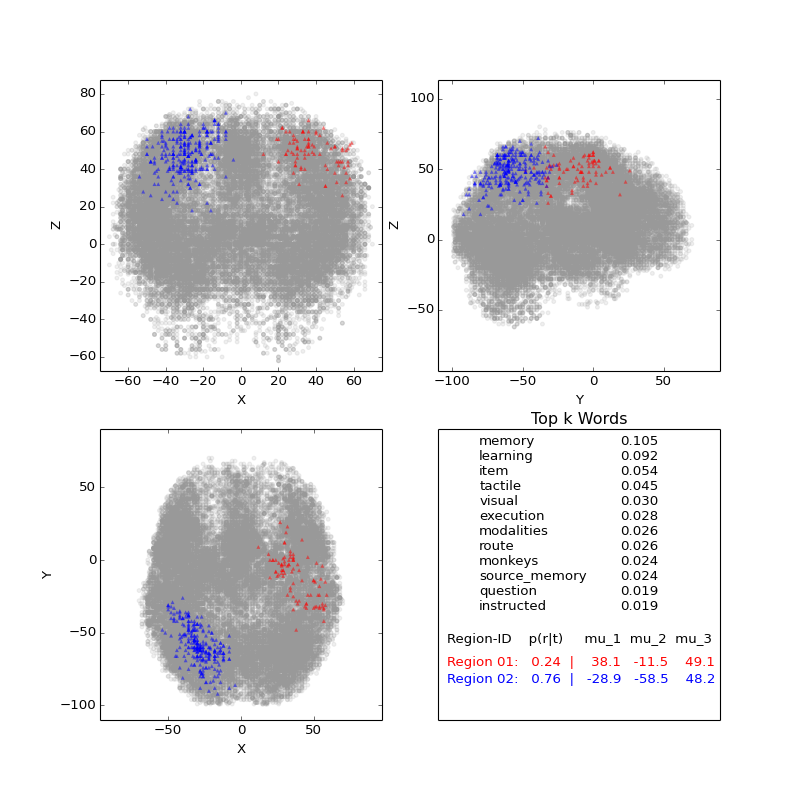 80
60
40
20
0
−20
−40
−60
Z
−60 −40 −20 0 20 40 60
X
100
50
0
−50
Z
−100 −50 0 50
Y
50
0
−50
−100
Y
−50 0 50
X
Top k Words
memory 0.105
learning 0.092
item 0.054
tactile 0.045
visual 0.030
execution 0.028
modalities 0.026
route 0.026
monkeys 0.024
source_memory 0.024
question 0.019
instructed 0.019
Region-ID p(r|t) mu_1 mu_2 mu_3
Region 01: 0.24 | 38.1 -11.5 49.1
Region 02: 0.76 | -28.9 -58.5 48.2